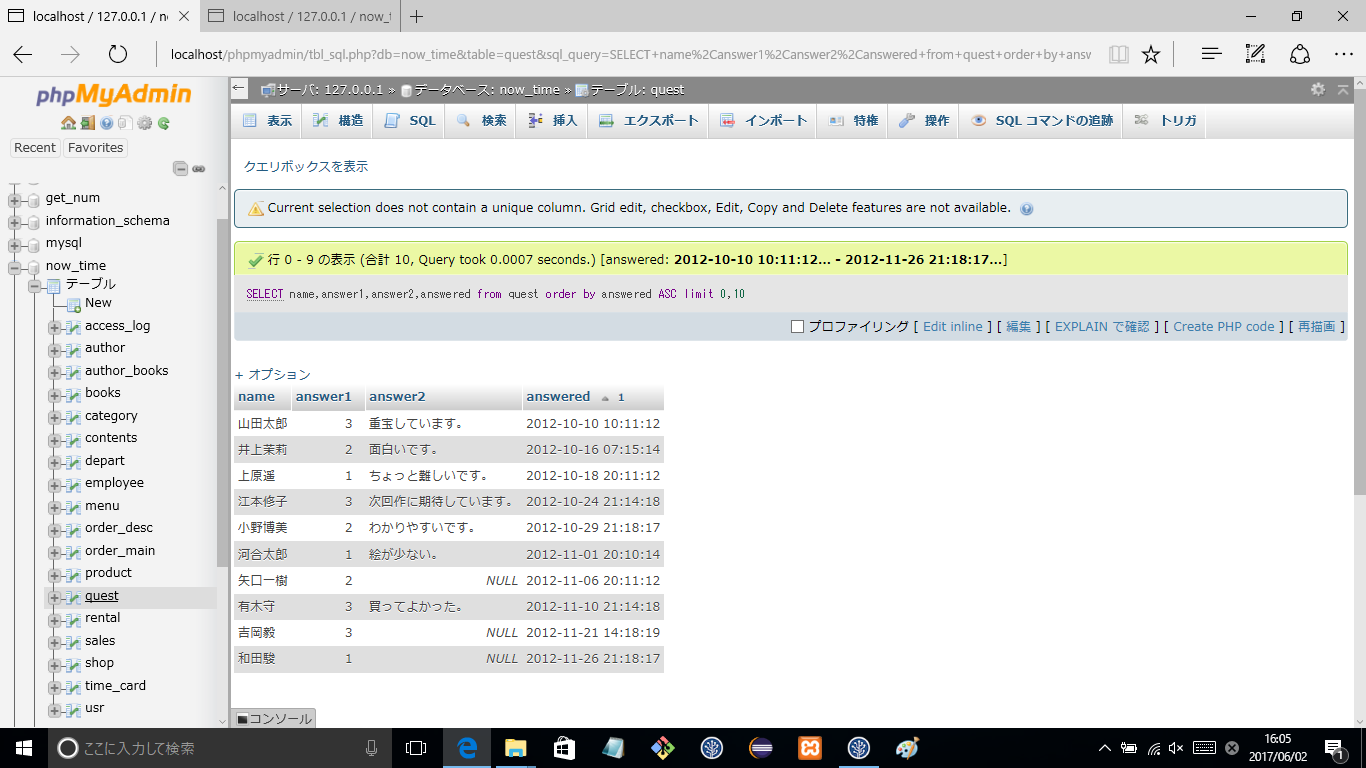 localhost / 127.0.0.1 / n
localhost / 127.0.0.1 / now_t
localhost/phpmyadmin/tbl_sql.php?db=now_time&table=quest&sql_query=SELECT+name%2Canswer1%2Canswer2%2Canswered+from+quest+order+by+answ
phpMyAdmin
Recent Favorites
get_num
information_schema
mysql
now_time
テーブル
New
access_log
author
author_books
books
category
contents
depart
employee
menu
order_desc
order_main
product
quest
rental
sales
shop
time_card
usr
サーバ: 127.0.0.1 » データベース: now_time » テーブル: quest
表示 構造 SQL 検索 挿入 エクスポート インポート 特権 操作 SQL コマンドの追跡 トリガ
クエリボックスを表示
Current selection does not contain a unique column. Grid edit, checkbox, Edit, Copy and Delete features are not available.
行 0 - 9 の表示 (合計 10, Query took 0.0007 seconds.) [answered: 2012-10-10 10:11:12... - 2012-11-26 21:18:17...]
SELECT name,answer1,answer2,answered from quest order by answered ASC limit 0,10
プロファイリング [ Edit inline ] [ 編集 ] [ EXPLAIN で確認 ] [ Create PHP code ] [ 再描画 ]
+ オプション
name answer1 answer2 answered 1
山田太郎 3 重宝しています。 2012-10-10 10:11:12
井上茉莉 2 面白いです。 2012-10-16 07:15:14
上原遥 1 ちょっと難しいです。 2012-10-18 20:11:12
江本修子 3 次回作に期待しています。 2012-10-24 21:14:18
小野博美 2 わかりやすいです。 2012-10-29 21:18:17
河合太郎 1 絵が少ない。 2012-11-01 20:10:14
矢口一樹 2 NULL 2012-11-06 20:11:12
有木守 3 買ってよかった。 2012-11-10 21:14:18
吉岡毅 3 NULL 2012-11-21 14:18:19
和田駿 1 NULL 2012-11-26 21:18:17
コンソール
ここに入力して検索
16:05
2017/06/02
1